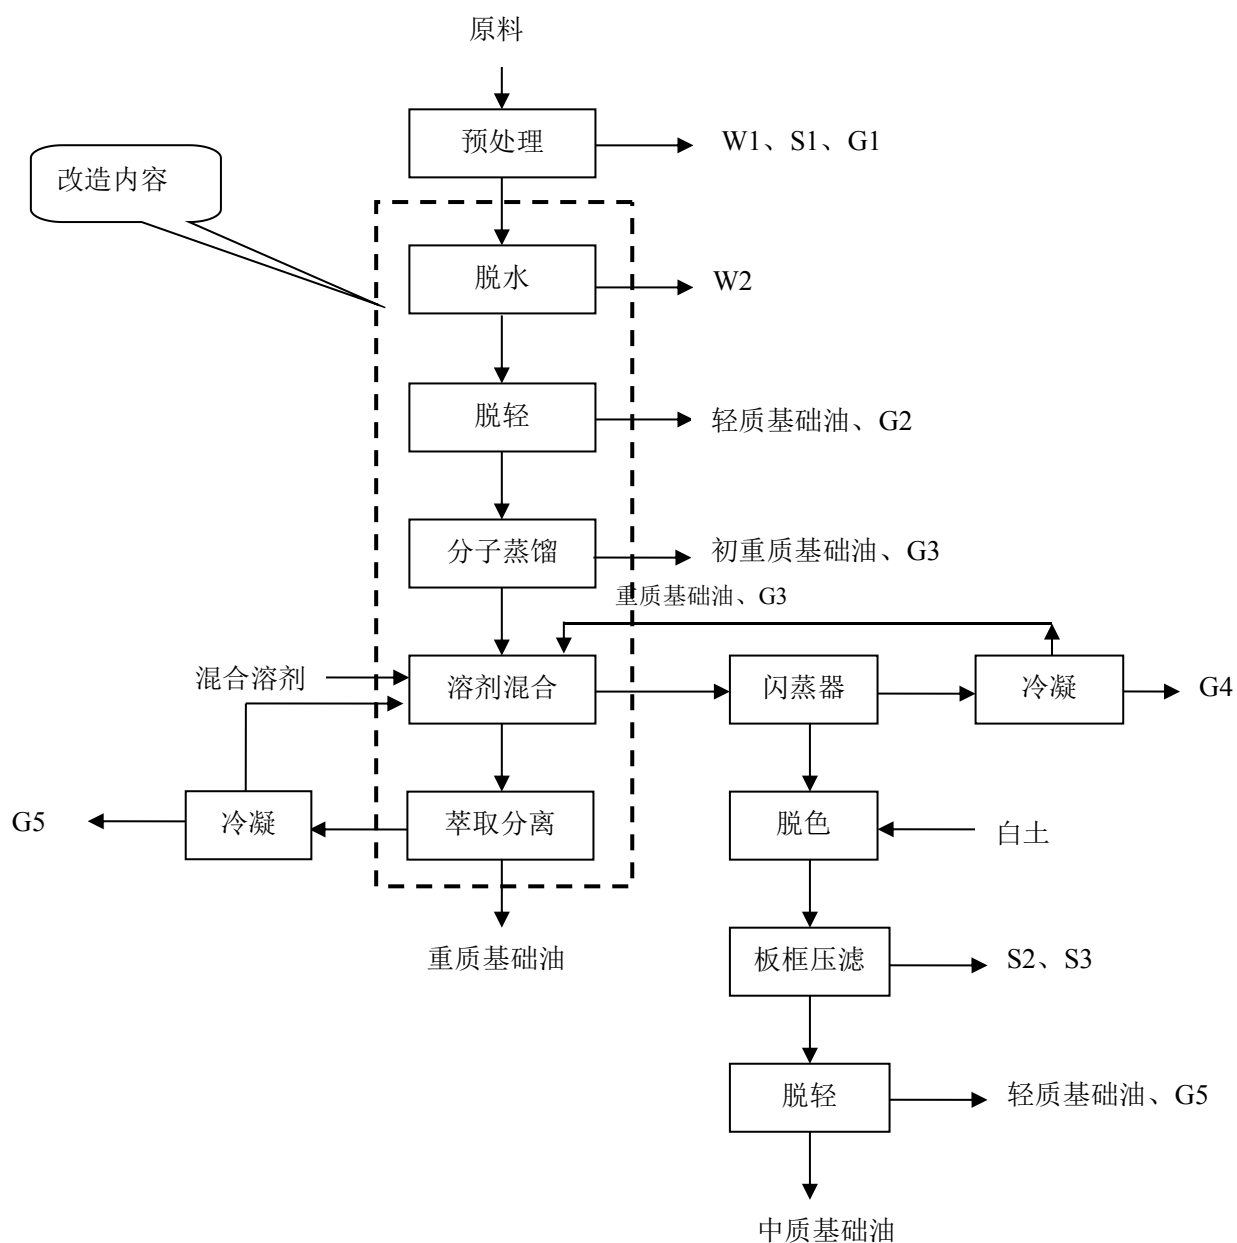 原料
预处理
W1、S1、G1
改造内容
脱水
W2
脱轻
轻质基础油、G2
分子蒸馏
初重质基础油、G3
重质基础油、G3
混合溶剂
溶剂混合
闪蒸器
冷凝
G4
G5
冷凝
萃取分离
脱色
白土
重质基础油
板框压滤
S2、S3
脱轻
轻质基础油、G5
中质基础油